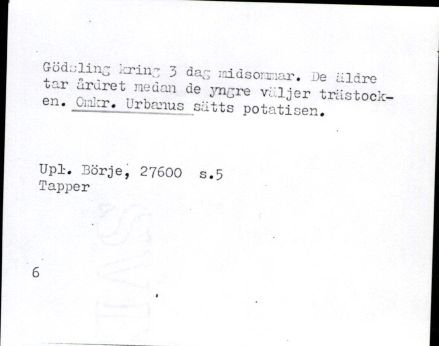 Gödsling kring 3 dag midsommar. De äldre
tar årdret medan de yngre väljer trästock-
en. Omkr. Urbanus sätts potatisen.
Upl. Börje, 27600 s.5
Tapper
6